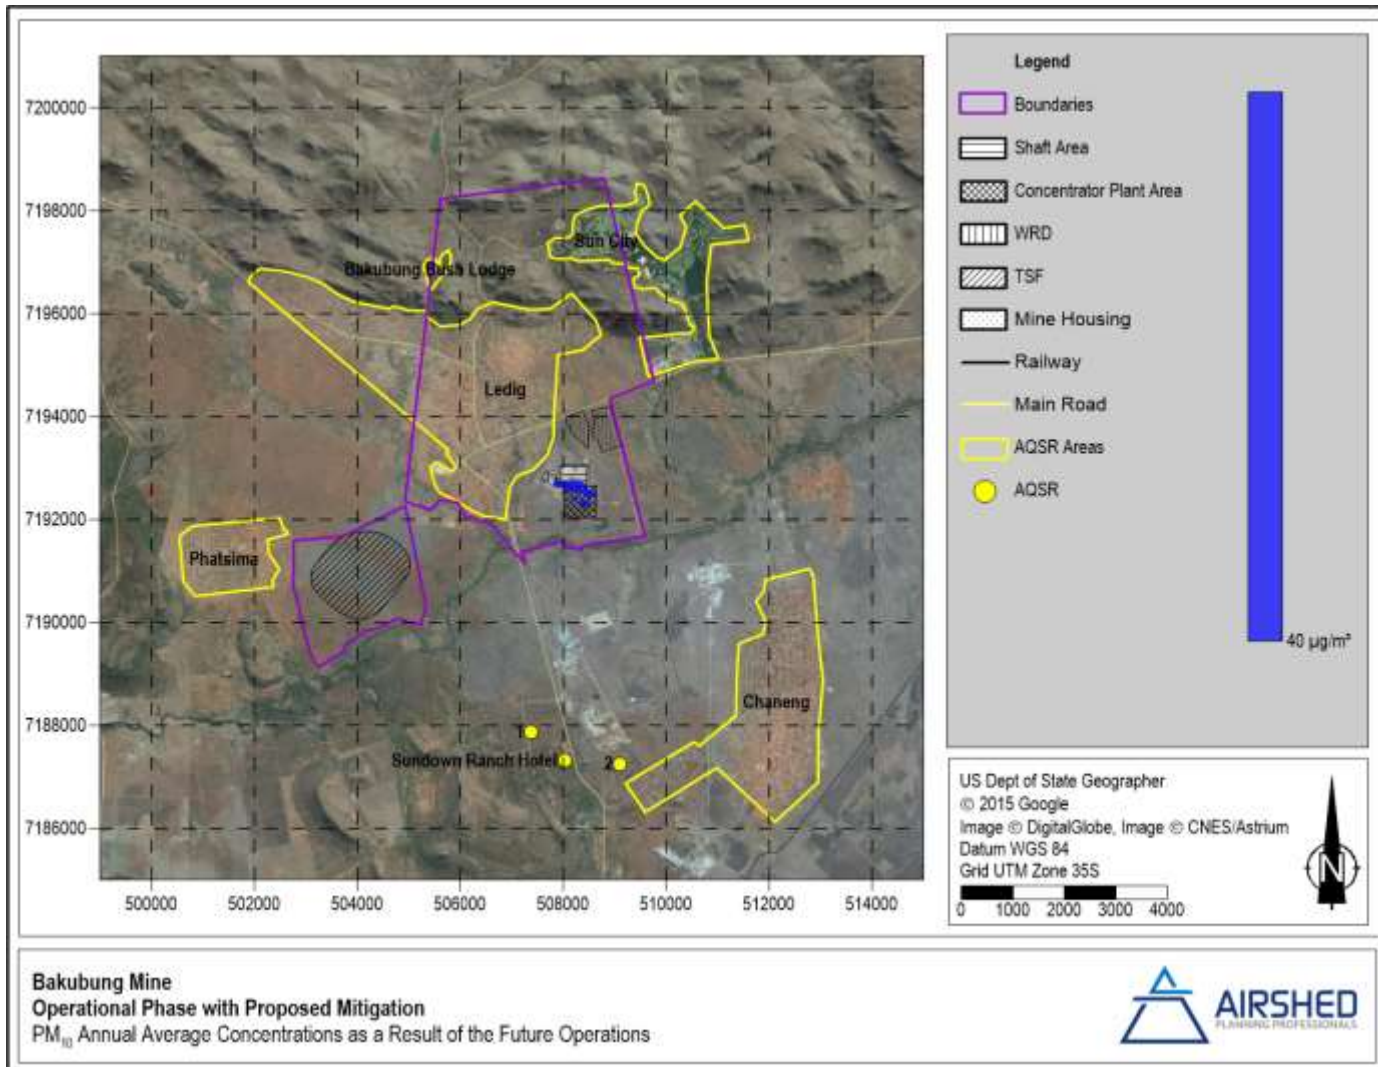 Legend
Boundaries
Shaft Area
Concentrator Plant Area
WRD
TSF
Mine Housing
Railway
Main Road
AQSR Areas
AQSR
40 µg/m³
7200000
7198000
7196000
7194000
7192000
7190000
7188000
7186000
500000 502000 504000 506000 508000 510000 512000 514000
Sun City
Bakubung Bush Lodge
Ledig
Phatsima
Chaneng
1
Sundown Ranch Hotel
2
US Dept of State Geographer
© 2015 Google
Image © DigitalGlobe, Image © CNES/Astrium
Datum WGS 84
Grid UTM Zone 35S
0 1000 2000 3000 4000
N
Bakubung Mine
Operational Phase with Proposed Mitigation
PM₁₀ Annual Average Concentrations as a Result of the Future Operations
AIRSHED
PLANNING PROFESSIONALS